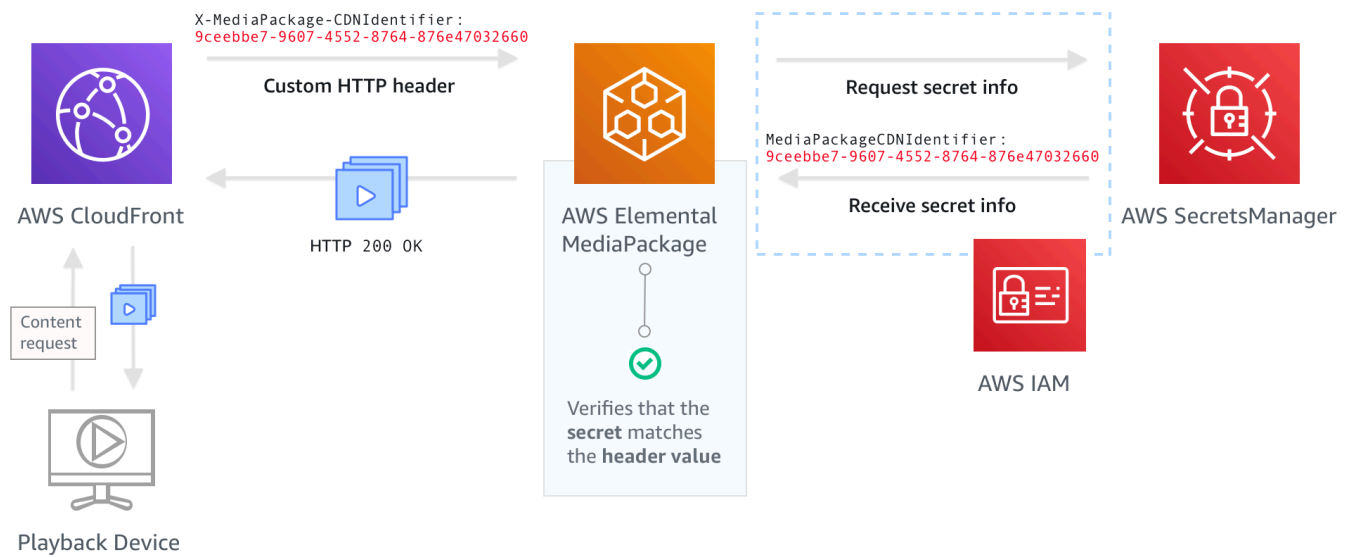 X-MediaPackage-CDNIdentifier:
9ceebbe7-9607-4552-8764-876e47032660
Custom HTTP header
Request secret info
MediaPackageCDNIdentifier:
9ceebbe7-9607-4552-8764-876e47032660
Receive secret info
AWS CloudFront
HTTP 200 OK
AWS Elemental
MediaPackage
AWS SecretsManager
Content
request
AWS IAM
Verifies that the
secret matches
the header value
Playback Device